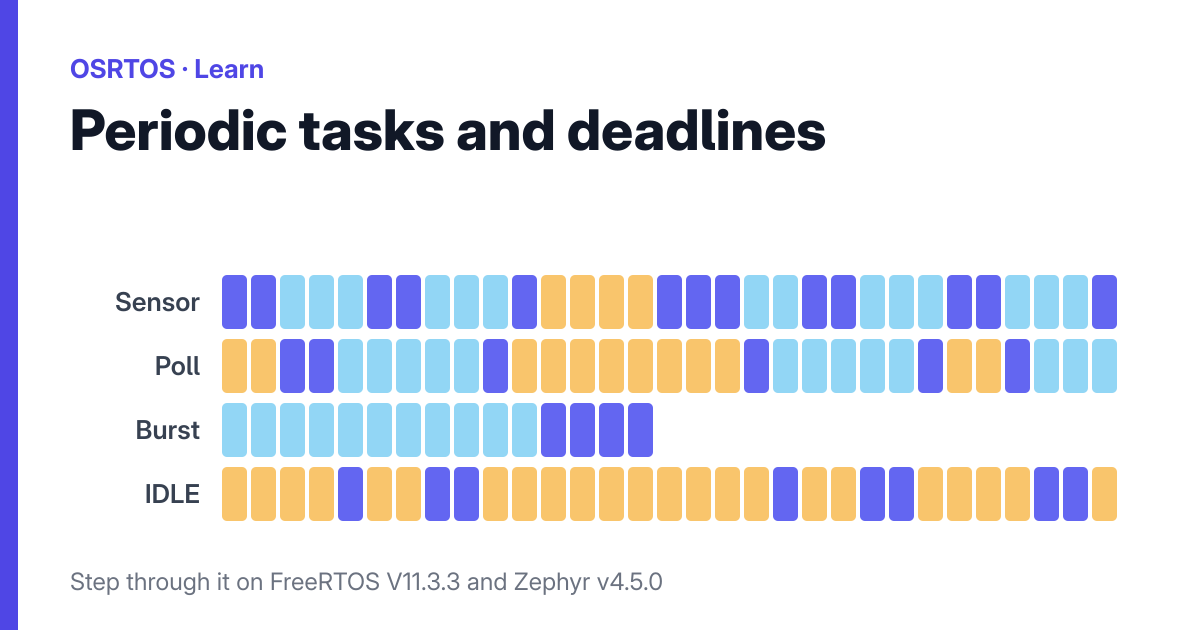 OSRTOS · Learn
Periodic tasks and deadlines
Sensor
Poll
Burst
IDLE
Step through it on FreeRTOS V11.3.3 and Zephyr v4.5.0